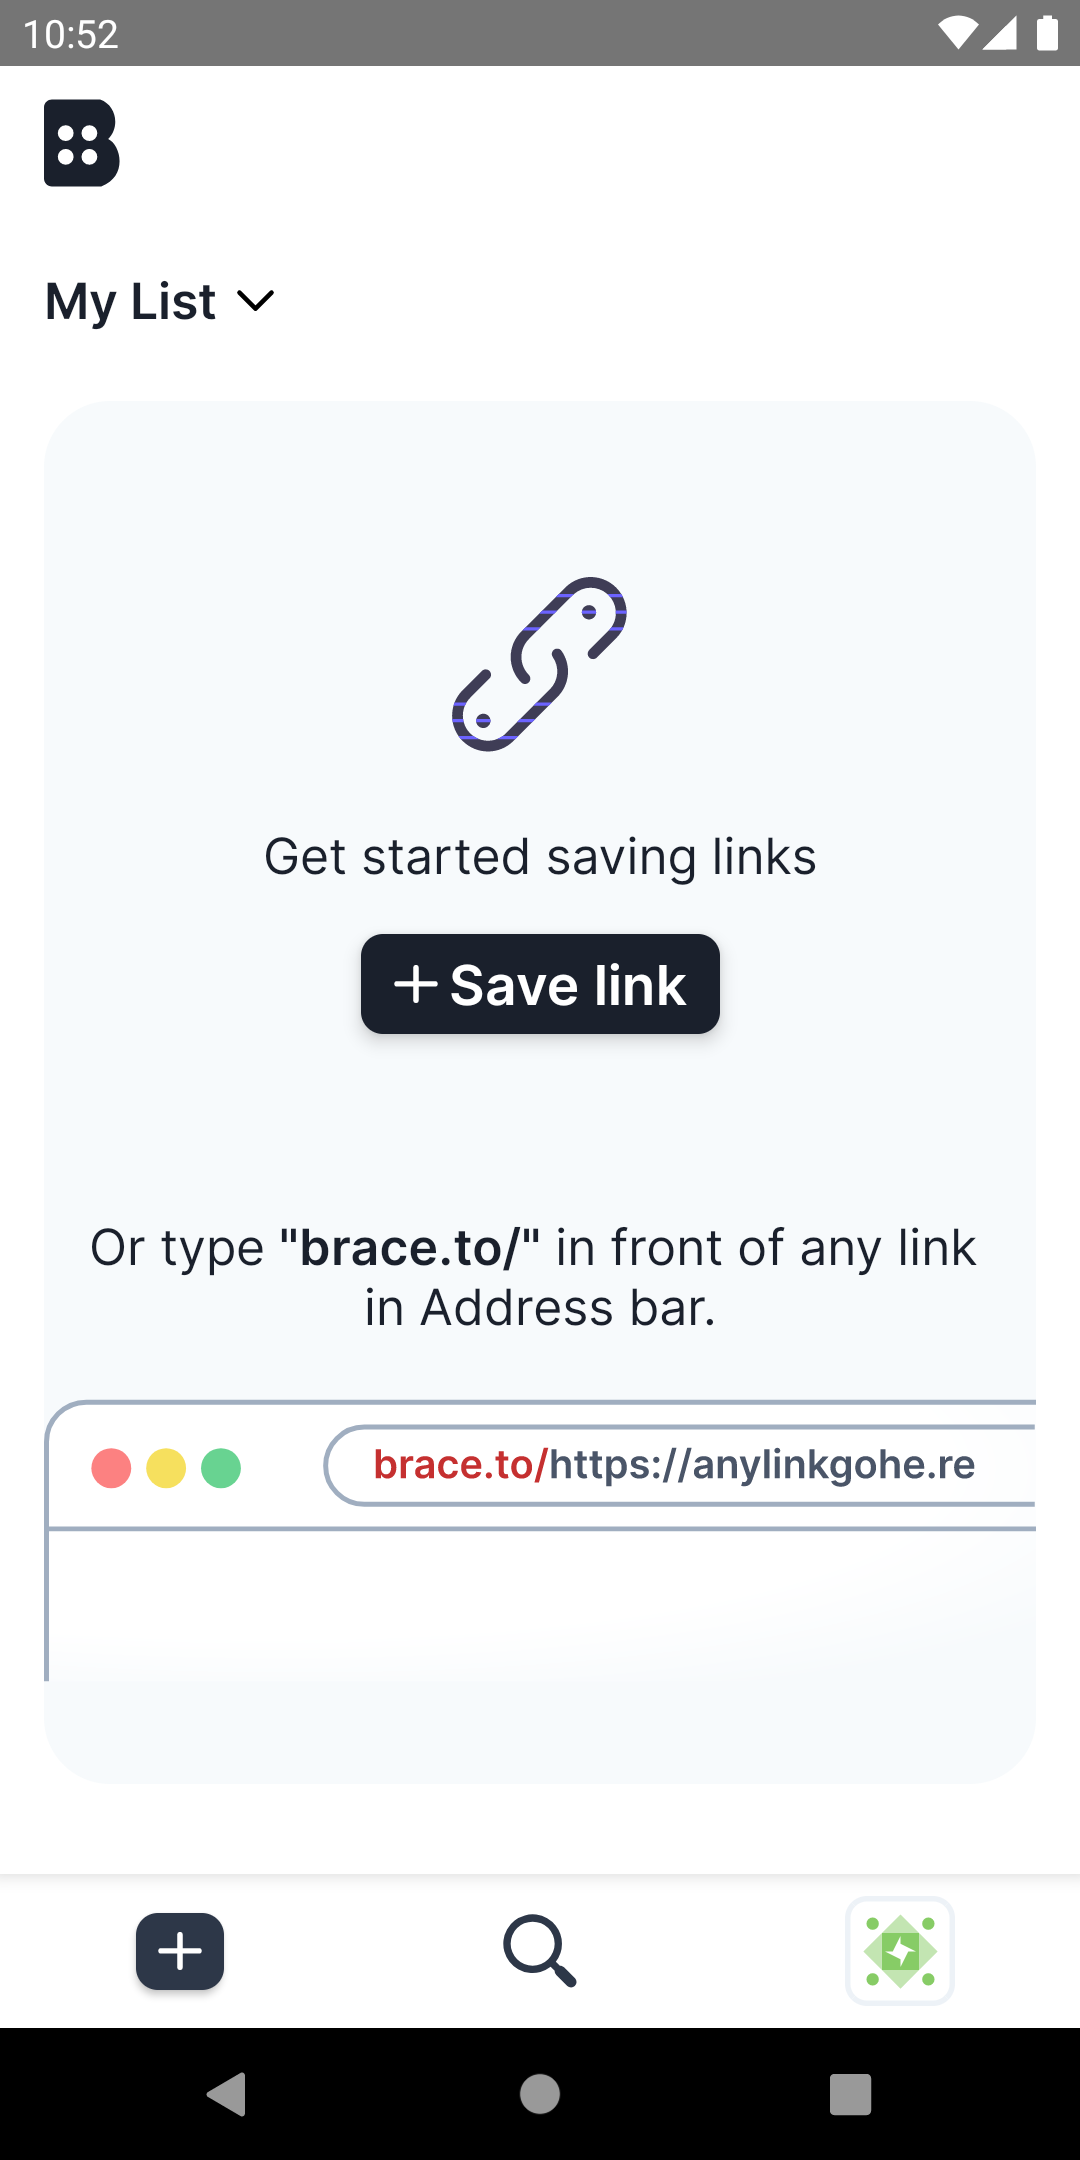 10:52
B
My List
Get started saving links
Save link
Or type "brace.to/" in front of any link
in Address bar.
brace.to/https://anylinkgohe.re